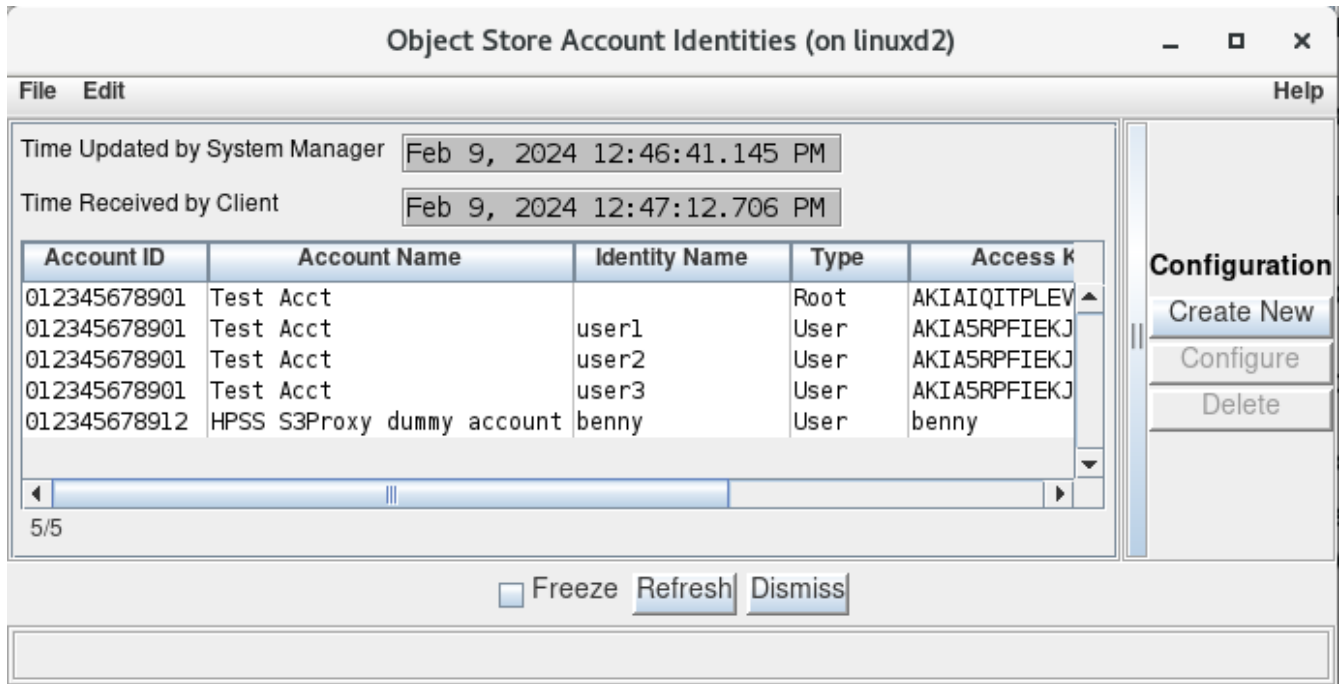 Object Store Account Identities (on linuxd2)
File Edit Help
Time Updated by System Manager Feb 9, 2024 12:46:41.145 PM
Time Received by Client Feb 9, 2024 12:47:12.706 PM
Account ID Account Name Identity Name Type Access K
012345678901 Test Acct Root AKIAIQITPLEV
012345678901 Test Acct user1 User AKIA5RPFIEKJ
012345678901 Test Acct user2 User AKIA5RPFIEKJ
012345678901 Test Acct user3 User AKIA5RPFIEKJ
012345678912 HPSS S3Proxy dummy account benny User benny
5/5
Configuration
Create New
Configure
Delete
Freeze Refresh Dismiss